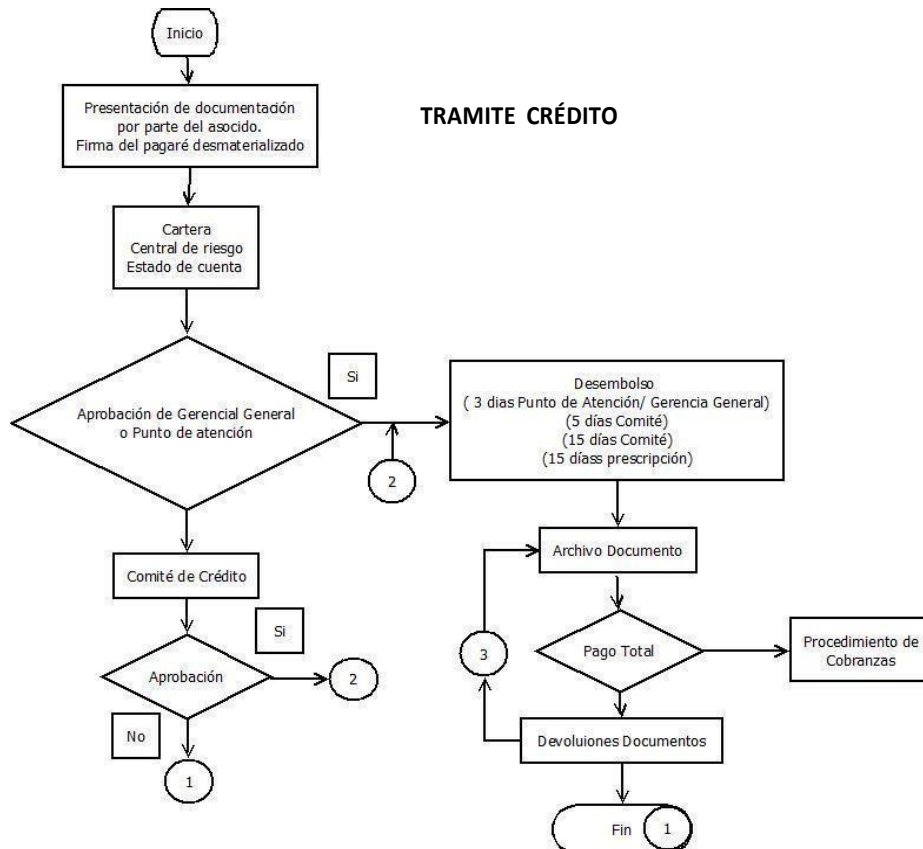 Inicio
TRAMITE CRÉDITO
Presentación de documentación
por parte del asocido.
Firma del pagaré desmaterializado
Cartera
Central de riesgo
Estado de cuenta
Si
Aprobación de Gerencial General
o Punto de atención
2
Desembolso
( 3 dias Punto de Atención/ Gerencia General)
(5 días Comité)
(15 días Comité)
(15 díass prescripción)
Comité de Crédito
Si
Aprobación
2
No
1
Archivo Documento
3
Pago Total
Procedimiento de
Cobranzas
Devoluiones Documentos
Fin
1